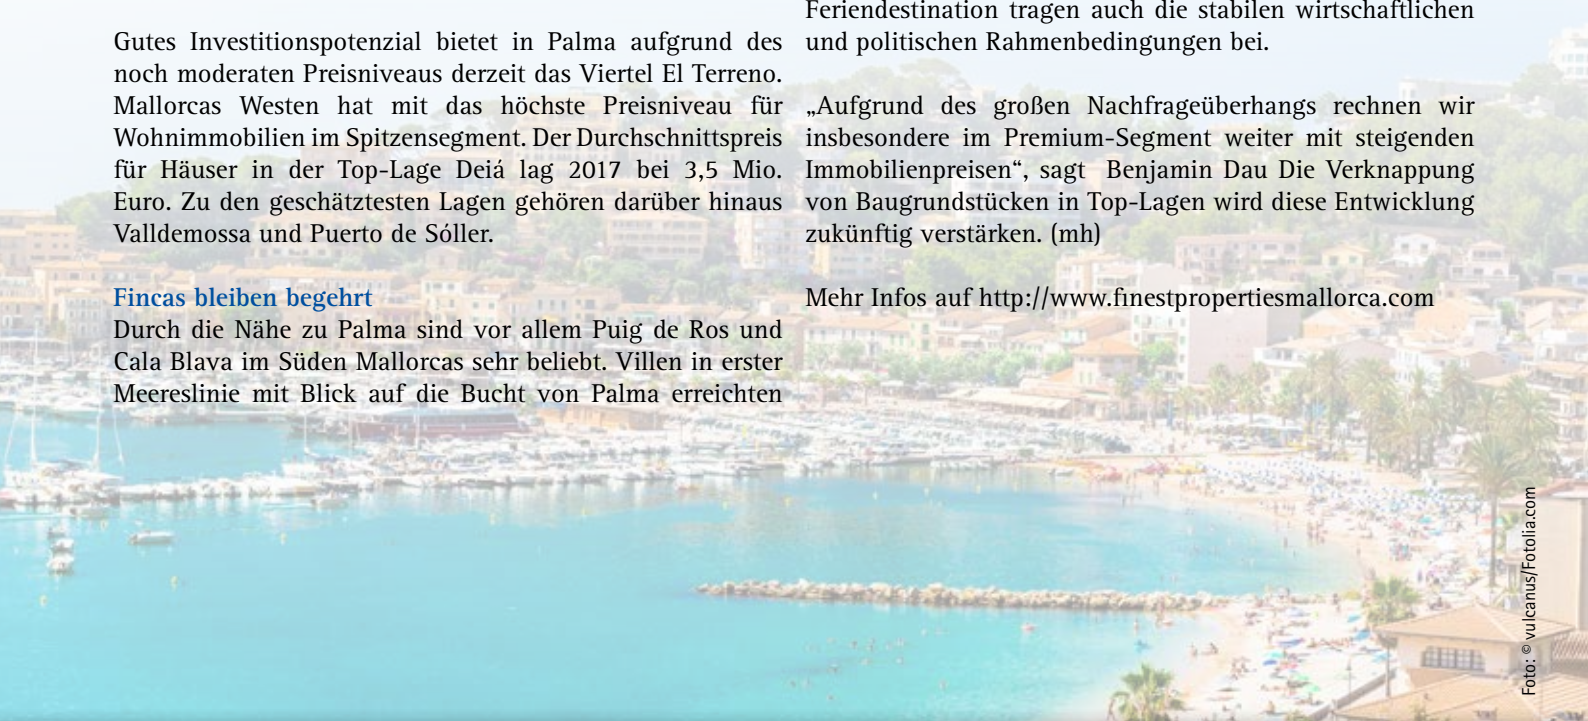 Gutes Investitionspotenzial bietet in Palma aufgrund des
noch moderaten Preisniveaus derzeit das Viertel El Terreno.
Mallorcas Westen hat mit das höchste Preisniveau für
Wohnimmobilien im Spitzensegment. Der Durchschnittspreis
für Häuser in der Top-Lage Deiá lag 2017 bei 3,5 Mio.
Euro. Zu den geschätztesten Lagen gehören darüber hinaus
Valldemossa und Puerto de Sóller.
Fincas bleiben begehrt
Durch die Nähe zu Palma sind vor allem Puig de Ros und
Cala Blava im Süden Mallorcas sehr beliebt. Villen in erster
Meereslinie mit Blick auf die Bucht von Palma erreichten
Feriendestination tragen auch die stabilen wirtschaftlichen
und politischen Rahmenbedingungen bei.
„Aufgrund des großen Nachfrageüberhangs rechnen wir
insbesondere im Premium-Segment weiter mit steigenden
Immobilienpreisen“, sagt Benjamin Dau Die Verknappung
von Baugrundstücken in Top-Lagen wird diese Entwicklung
zukünftig verstärken. (mh)
Mehr Infos auf http://www.finestpropertiesmallorca.com
Foto: © vulcanus/Fotolia.com